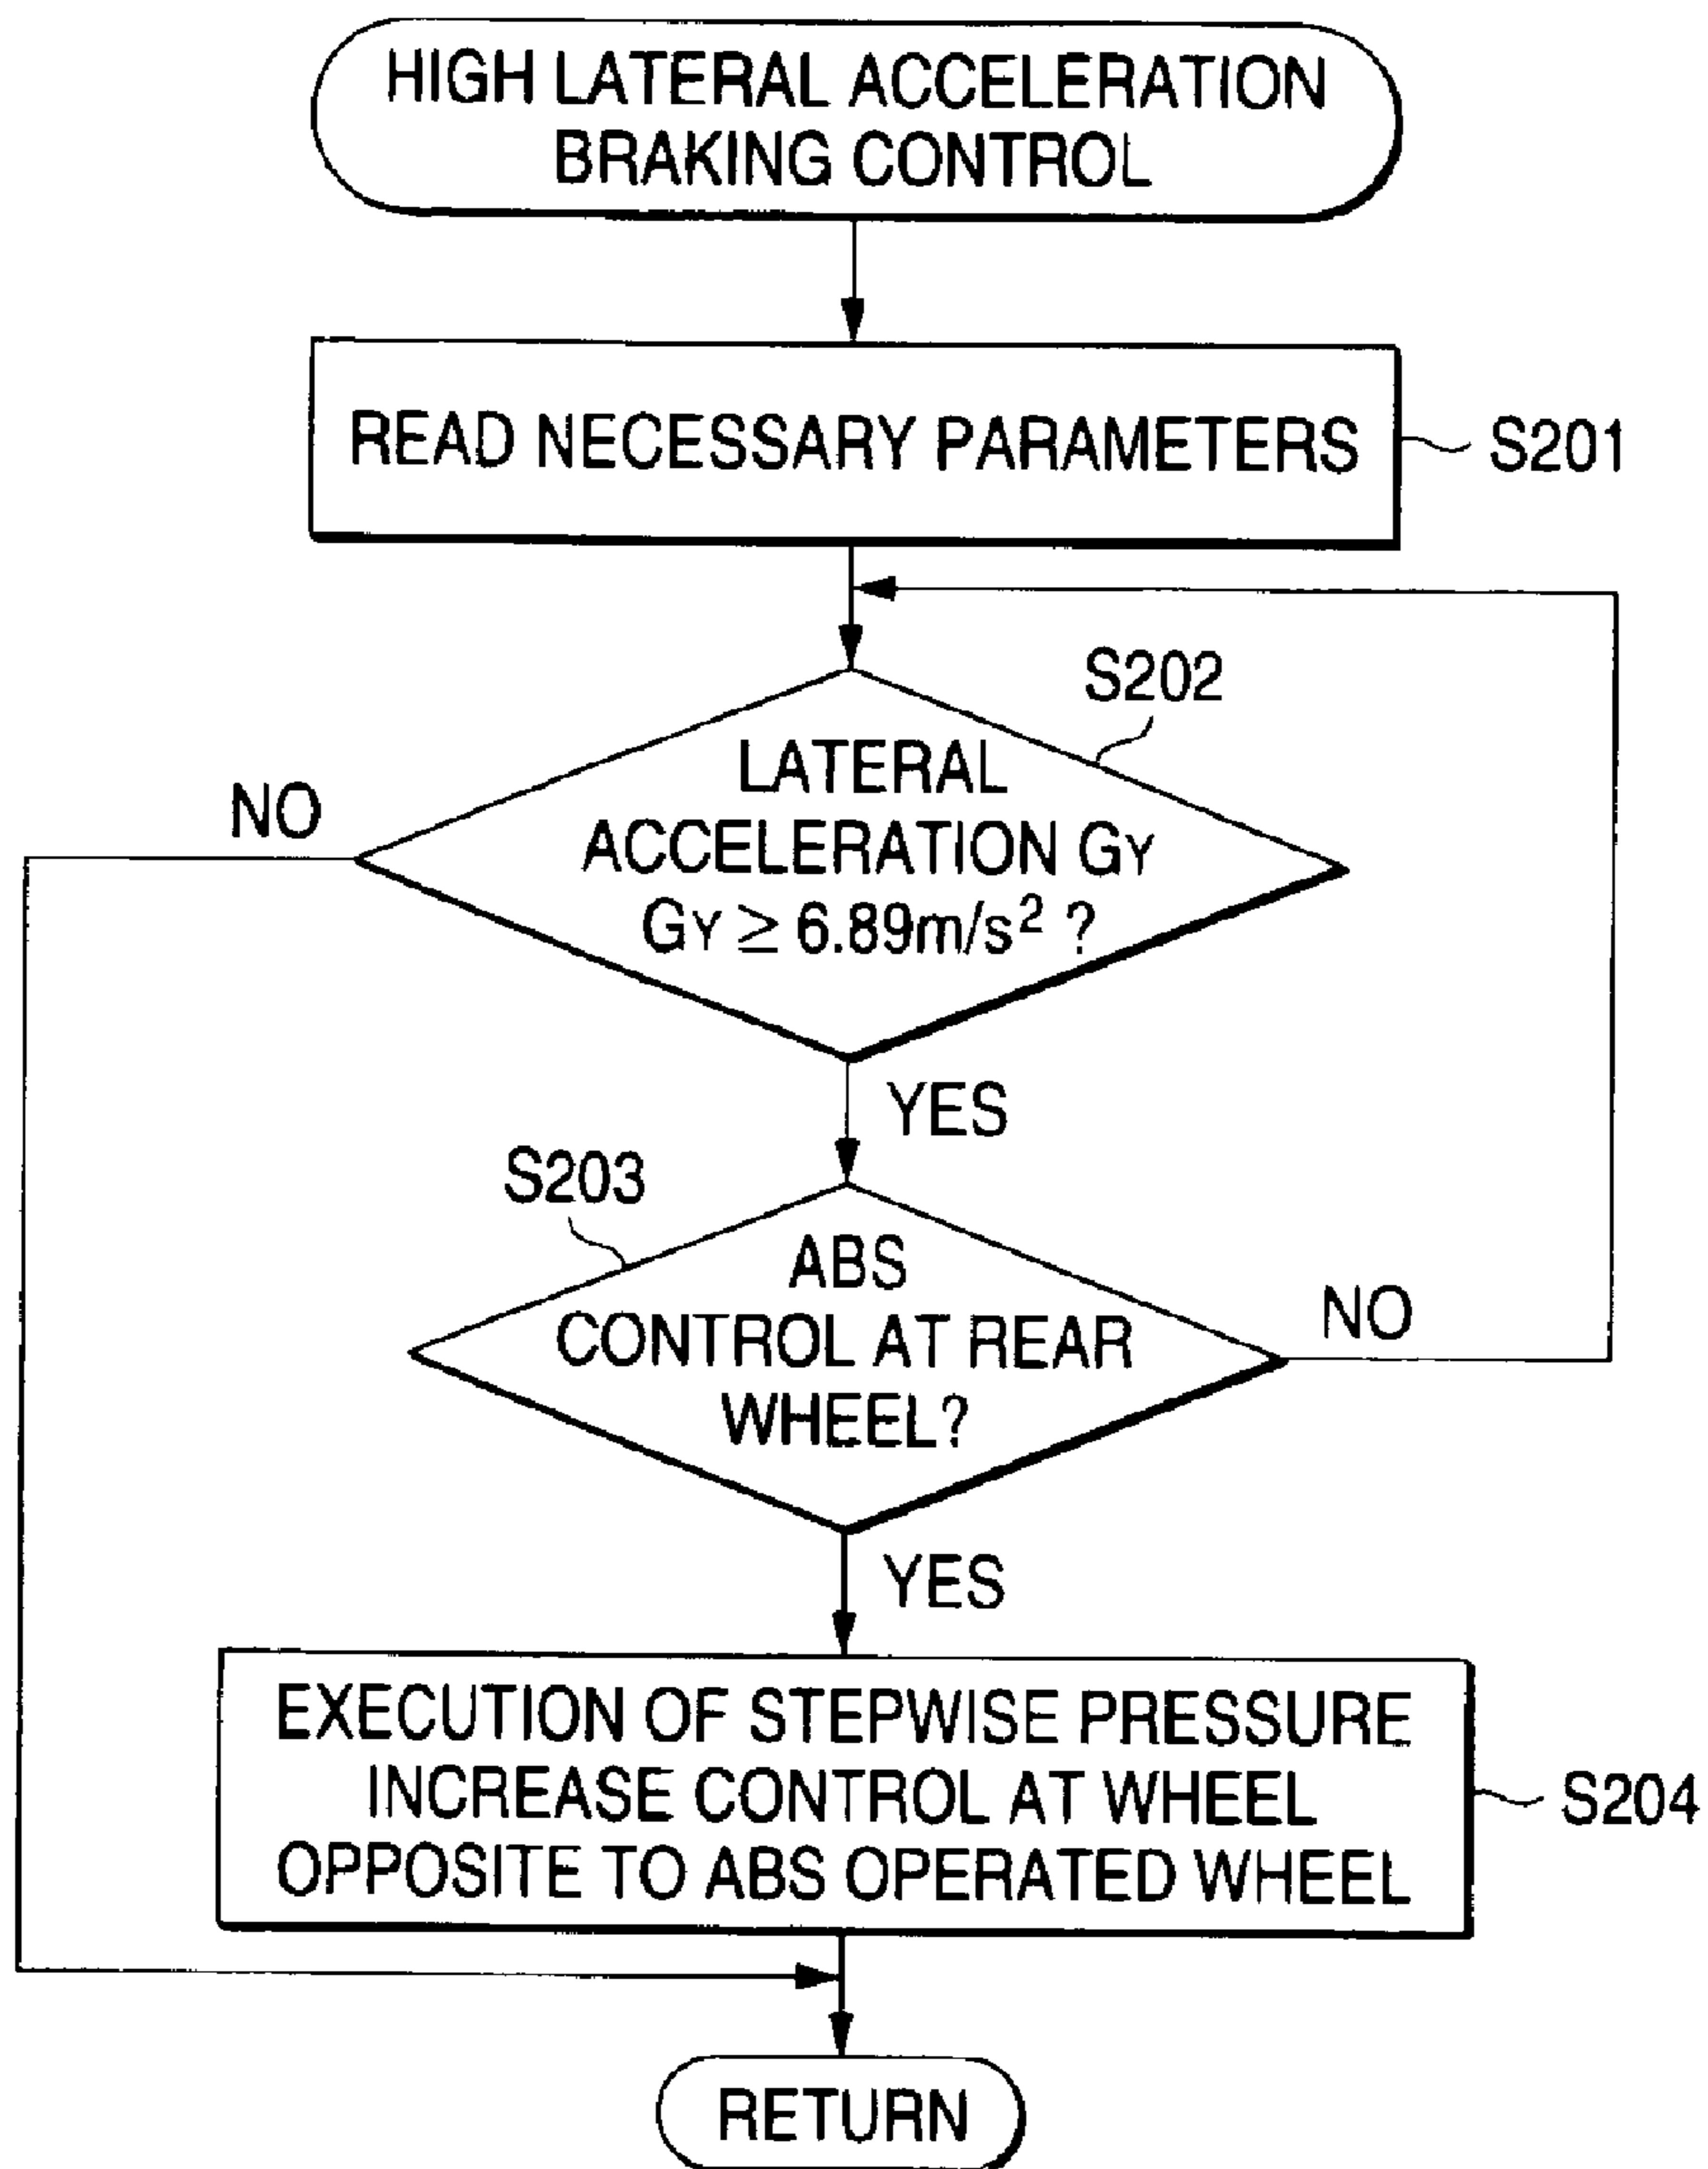 HIGH LATERAL ACCELERATION
BRAKING CONTROL
READ NECESSARY PARAMETERS
S201
S202
LATERAL
ACCELERATION GY
GY ≥ 6.89m/s² ?
NO
YES
S203
ABS
CONTROL AT REAR
WHEEL?
NO
YES
EXECUTION OF STEPWISE PRESSURE
INCREASE CONTROL AT WHEEL
OPPOSITE TO ABS OPERATED WHEEL
S204
RETURN